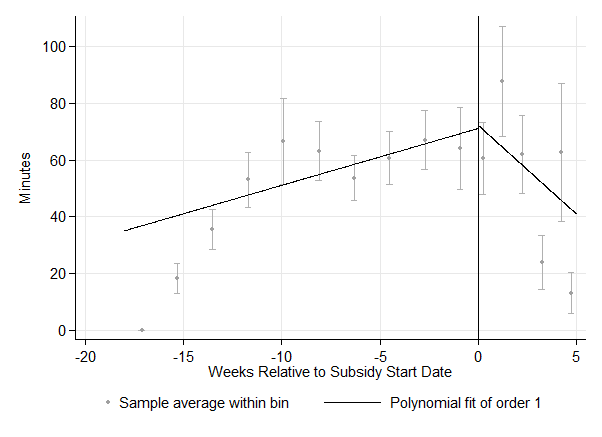 100
80
60
40
20
0
Minutes
-20 -15 -10 -5 0 5
Weeks Relative to Subsidy Start Date
Sample average within bin Polynomial fit of order 1